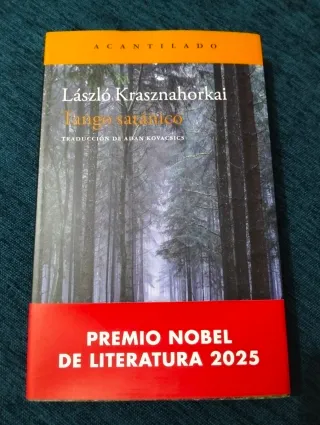 ACANTILADO
László Krasznahorkai
Tango satánico
TRADUCCIÓN DE ADAN KOVACSICS
PREMIO NOBEL
DE LITERATURA 2025